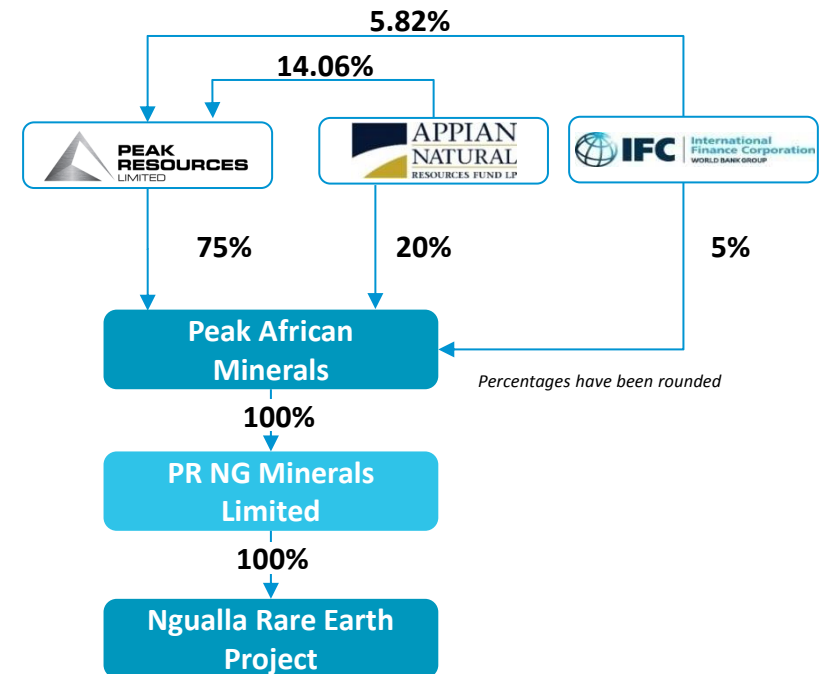 5.82%
14.06%
PEAK
RESOURCES
LIMITED
APPIAN
NATURAL
RESOURCES FUND LP
IFC
International
Finance Corporation
WORLD BANK GROUP
75%
20%
5%
Peak African
Minerals
Percentages have been rounded
100%
PR NG Minerals
Limited
100%
Ngualla Rare Earth
Project